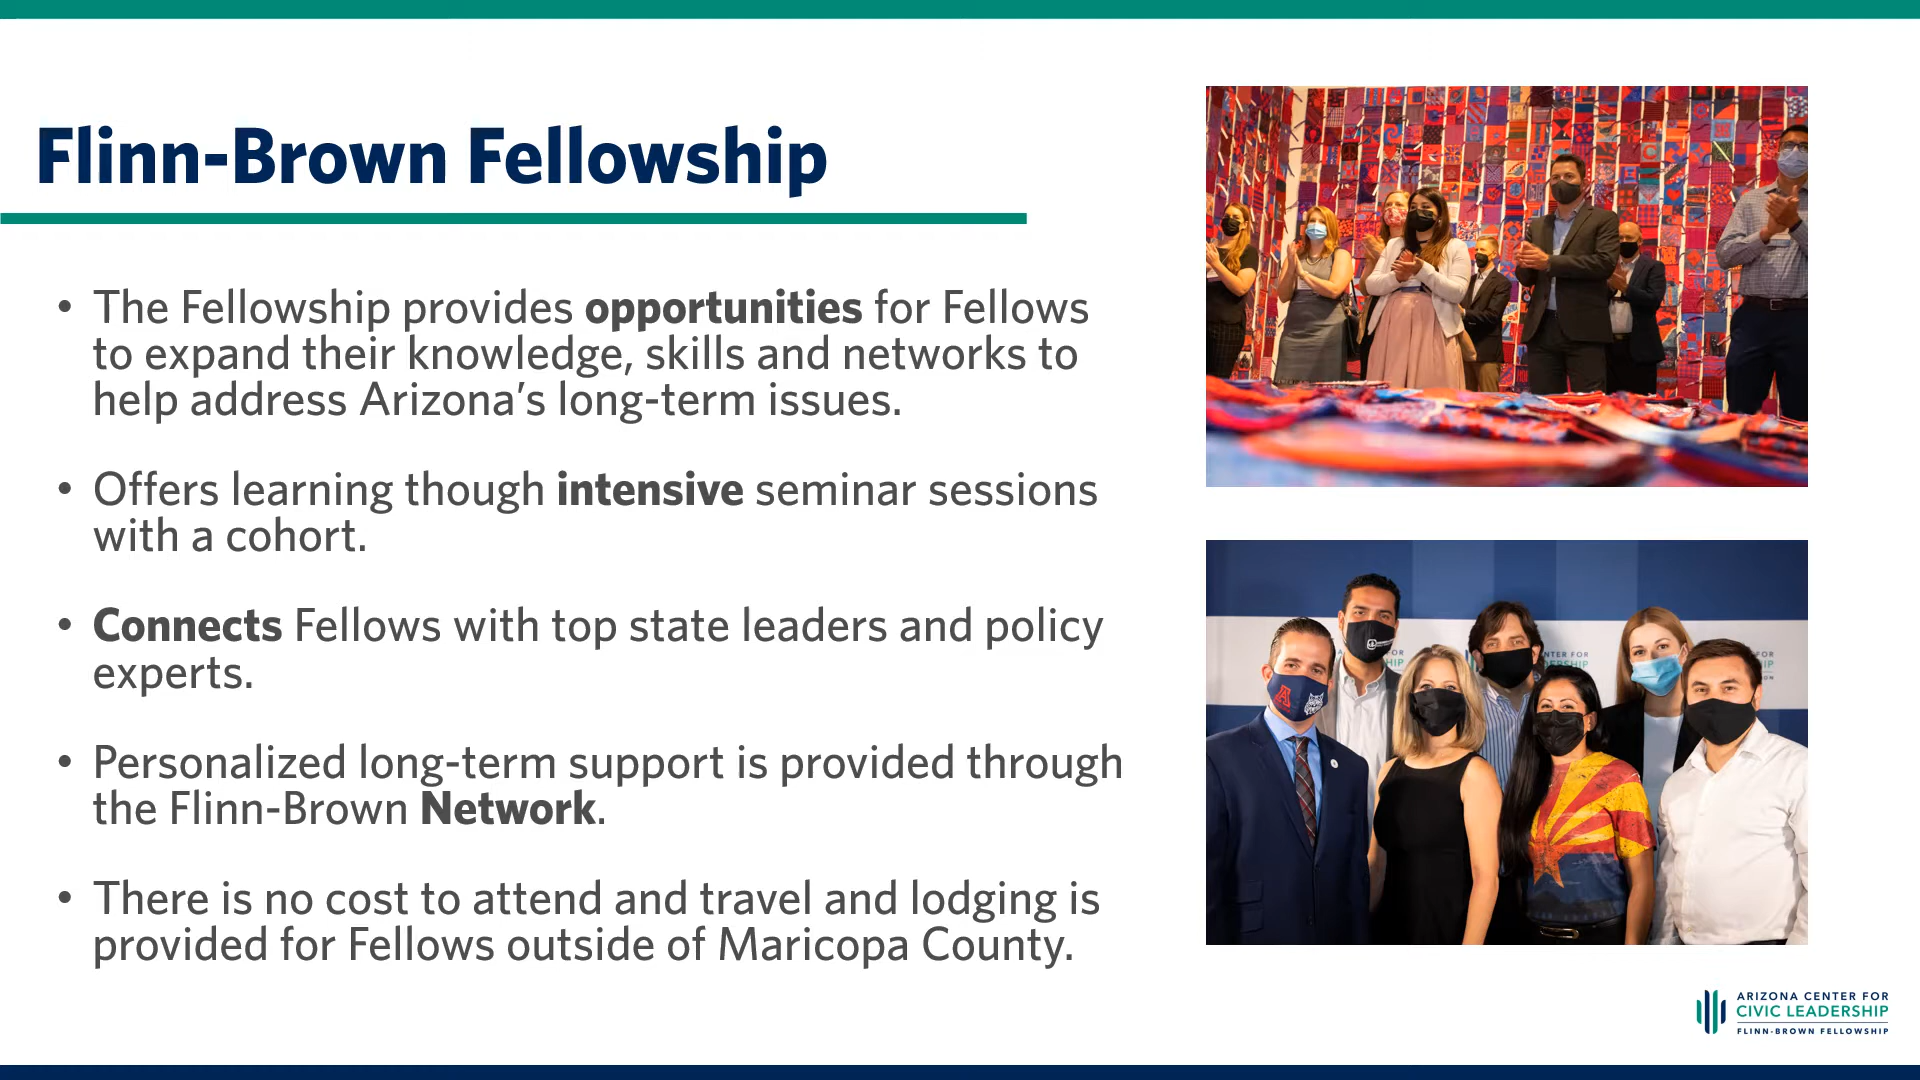 Flinn-Brown Fellowship
• The Fellowship provides opportunities for Fellows
to expand their knowledge, skills and networks to
help address Arizona’s long-term issues.
• Offers learning though intensive seminar sessions
with a cohort.
• Connects Fellows with top state leaders and policy
experts.
• Personalized long-term support is provided through
the Flinn-Brown Network.
• There is no cost to attend and travel and lodging is
provided for Fellows outside of Maricopa County.
A
ARIZONA CENTER FOR
CIVIC LEADERSHIP
FLINN-BROWN FELLOWSHIP